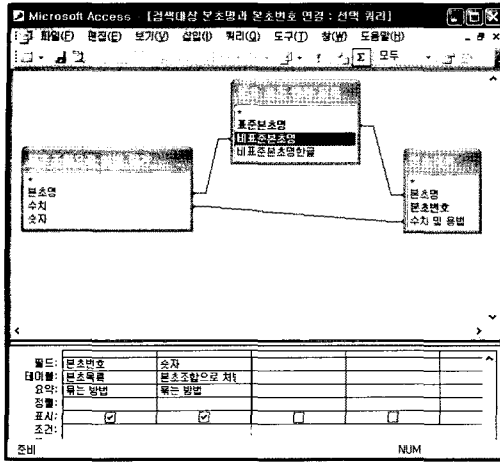 Microsoft Access - [검색대상 본초명과 본초번호 연결 : 선택 쿼리]
파일(F) 편집(E) 보기(V) 삽입(I) 쿼리(Q) 도구(T) 창(W) 도움말(H)
Σ 모두
*
표준본초명
비표준본초명
비표준본초명한글
*
본초명
수치
숫자
*
본초명
본초번호
수치 및 용법
필드: 본초번호 숫자
테이블: 본초목록 본초조합으로 처방
요약: 묶는 방법 묶는 방법
정렬:
표시:
조건:
준비 NUM